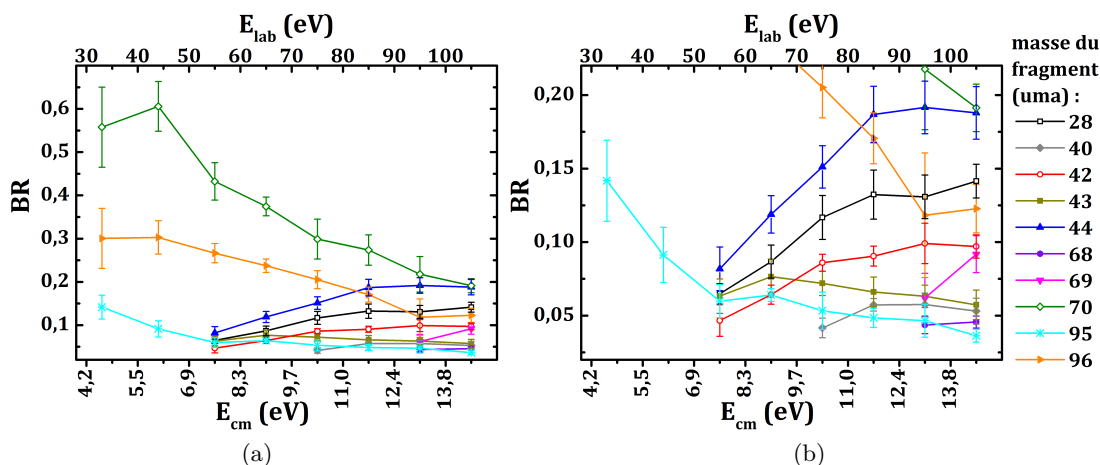 E_lab (eV)
30 40 50 60 70 80 90 100
BR
0,6
0,5
0,4
0,3
0,2
0,1
4,2 5,5 6,9 8,3 9,7 11,0 12,4 13,8
E_cm (eV)
(a)
E_lab (eV)
30 40 50 60 70 80 90 100
BR
0,20
0,15
0,10
0,05
4,2 5,5 6,9 8,3 9,7 11,0 12,4 13,8
E_cm (eV)
(b)
masse du
fragment
(uma) :
28
40
42
43
44
68
69
70
95
96